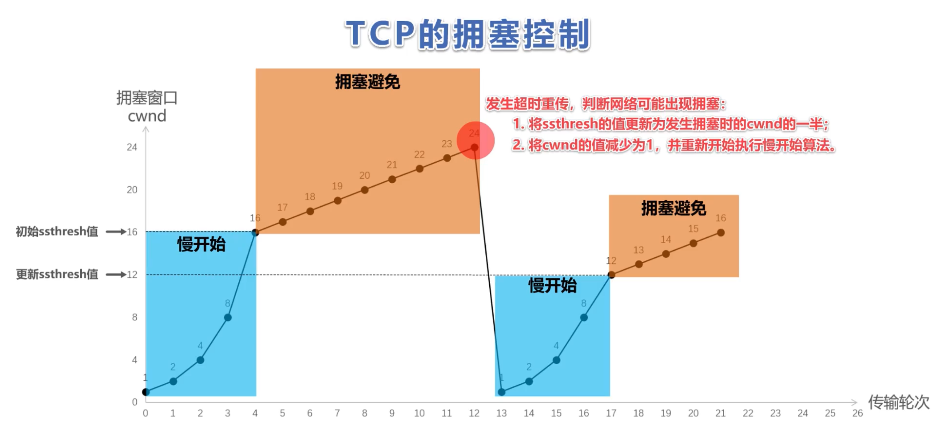 TCP的拥塞控制
拥塞窗口
cwnd
拥塞避免
发生超时重传，判断网络可能出现拥塞：
1. 将ssthresh的值更新为发生拥塞时的cwnd的一半；
2. 将cwnd的值减少为1，并重新开始执行慢开始算法。
24
20
初始ssthresh值
16
更新ssthresh值
12
8
4
0
慢开始
1
2
4
8
16
17
18
19
20
21
22
23
24
慢开始
1
2
4
8
拥塞避免
12
13
14
15
16
0 1 2 3 4 5 6 7 8 9 10 11 12 13 14 15 16 17 18 19 20 21 22 23 24 25 26
传输轮次